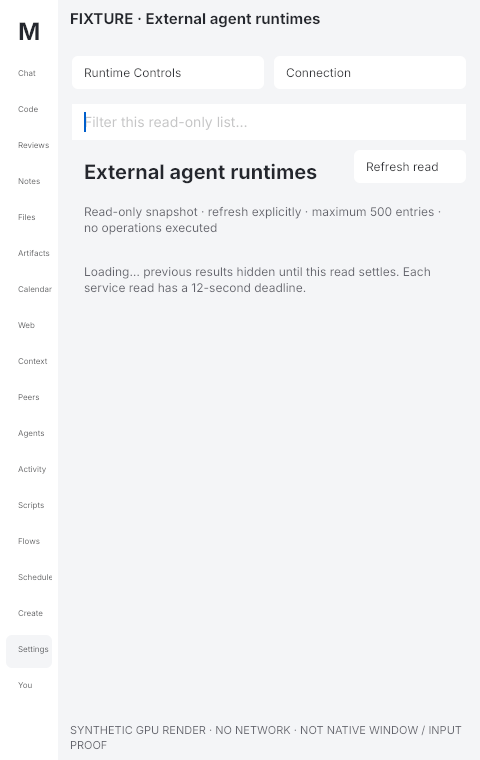 M
FIXTURE · External agent runtimes
Chat
Code
Reviews
Notes
Files
Artifacts
Calendar
Web
Context
Peers
Agents
Activity
Scripts
Flows
Schedule
Create
Settings
You
Runtime Controls
Connection
Filter this read-only list...
External agent runtimes
Refresh read
Read-only snapshot · refresh explicitly · maximum 500 entries ·
no operations executed
Loading... previous results hidden until this read settles. Each
service read has a 12-second deadline.
SYNTHETIC GPU RENDER · NO NETWORK · NOT NATIVE WINDOW / INPUT
PROOF